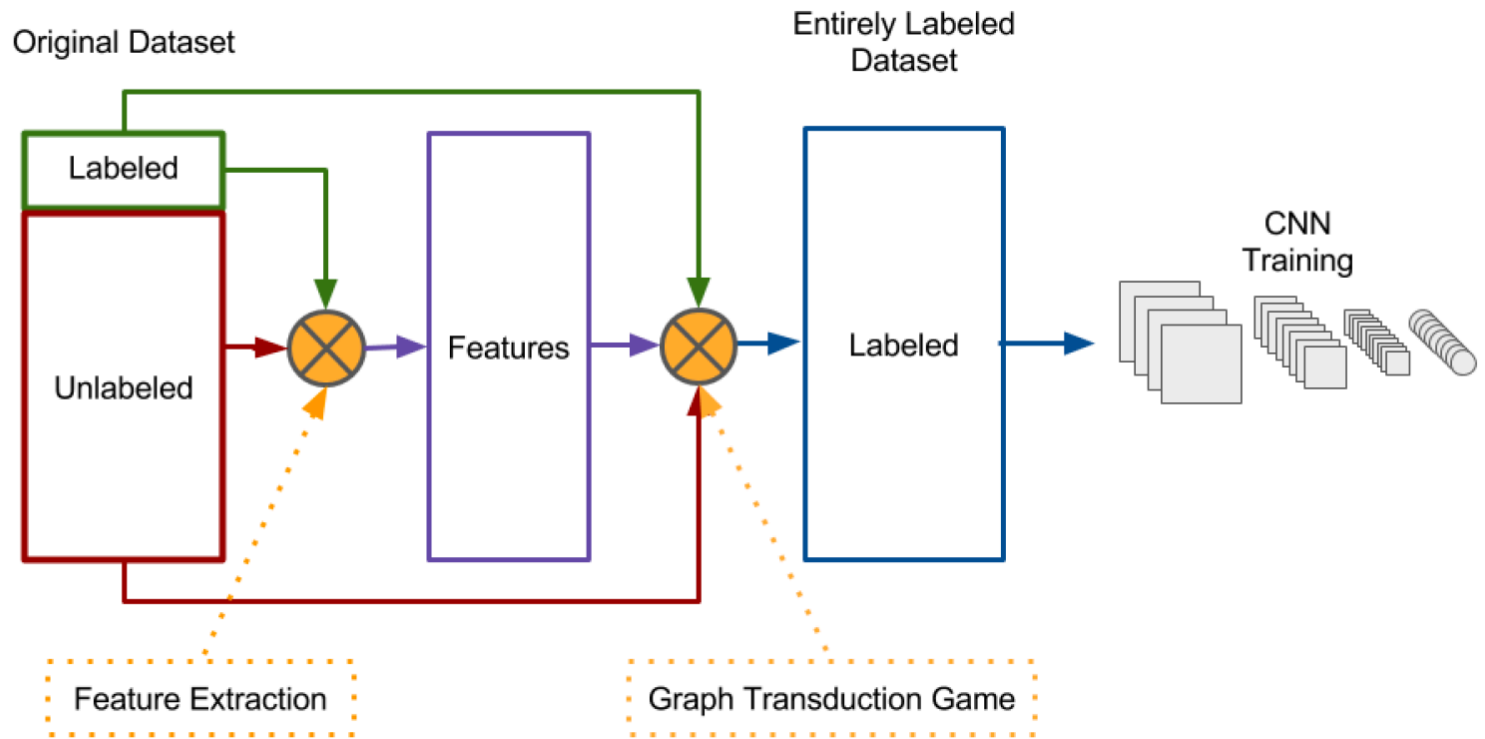 Original Dataset
Entirely Labeled
Dataset
Labeled
Unlabeled
Features
Labeled
CNN
Training
Feature Extraction
Graph Transduction Game